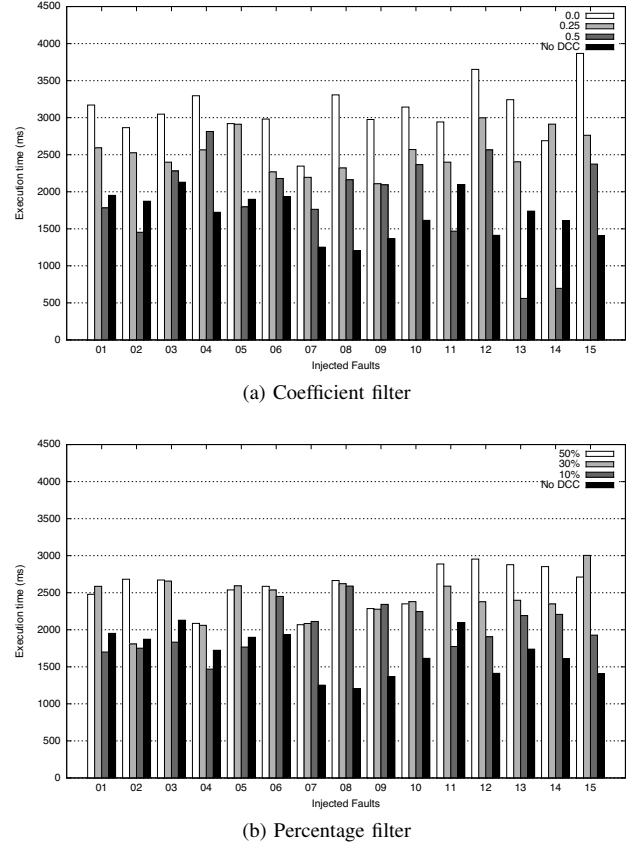 4500
4000
3500
3000
2500
2000
1500
1000
500
0
Execution time (ms)
0.0
0.25
0.5
No DCC
01 02 03 04 05 06 07 08 09 10 11 12 13 14 15
Injected Faults
(a) Coefficient filter
4500
4000
3500
3000
2500
2000
1500
1000
500
0
Execution time (ms)
50%
30%
10%
No DCC
01 02 03 04 05 06 07 08 09 10 11 12 13 14 15
Injected Faults
(b) Percentage filter